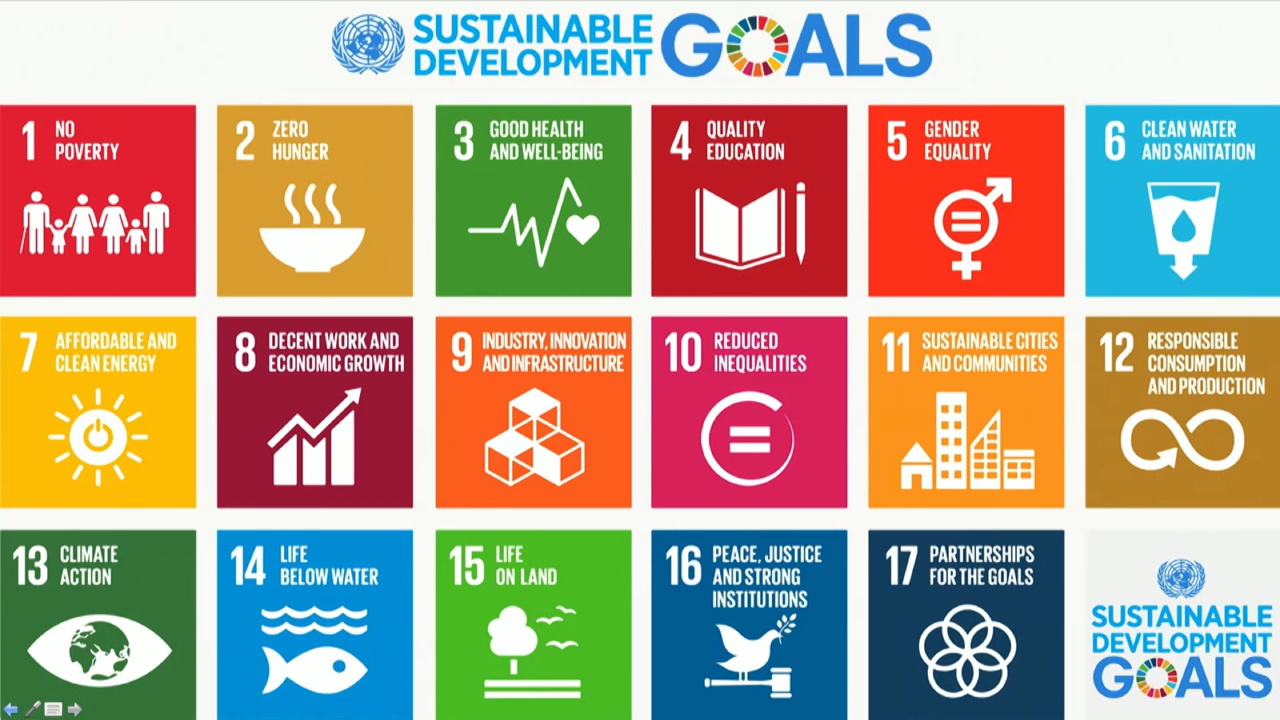 SUSTAINABLE
DEVELOPMENT
GOALS
1 NO
POVERTY
2 ZERO
HUNGER
3 GOOD HEALTH
AND WELL-BEING
4 QUALITY
EDUCATION
5 GENDER
EQUALITY
6 CLEAN WATER
AND SANITATION
7 AFFORDABLE AND
CLEAN ENERGY
8 DECENT WORK AND
ECONOMIC GROWTH
9 INDUSTRY, INNOVATION
AND INFRASTRUCTURE
10 REDUCED
INEQUALITIES
11 SUSTAINABLE CITIES
AND COMMUNITIES
12 RESPONSIBLE
CONSUMPTION
AND PRODUCTION
13 CLIMATE
ACTION
14 LIFE
BELOW WATER
15 LIFE
ON LAND
16 PEACE, JUSTICE
AND STRONG
INSTITUTIONS
17 PARTNERSHIPS
FOR THE GOALS
SUSTAINABLE
DEVELOPMENT
GOALS